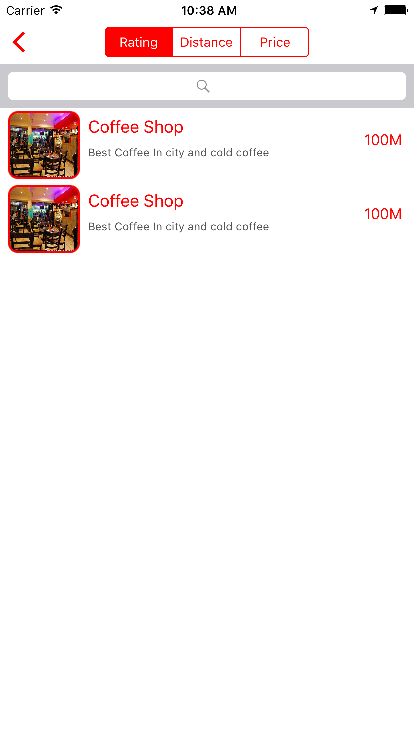 Carrier 10:38 AM
Rating Distance Price
Coffee Shop
Best Coffee In city and cold coffee
100M
Coffee Shop
Best Coffee In city and cold coffee
100M